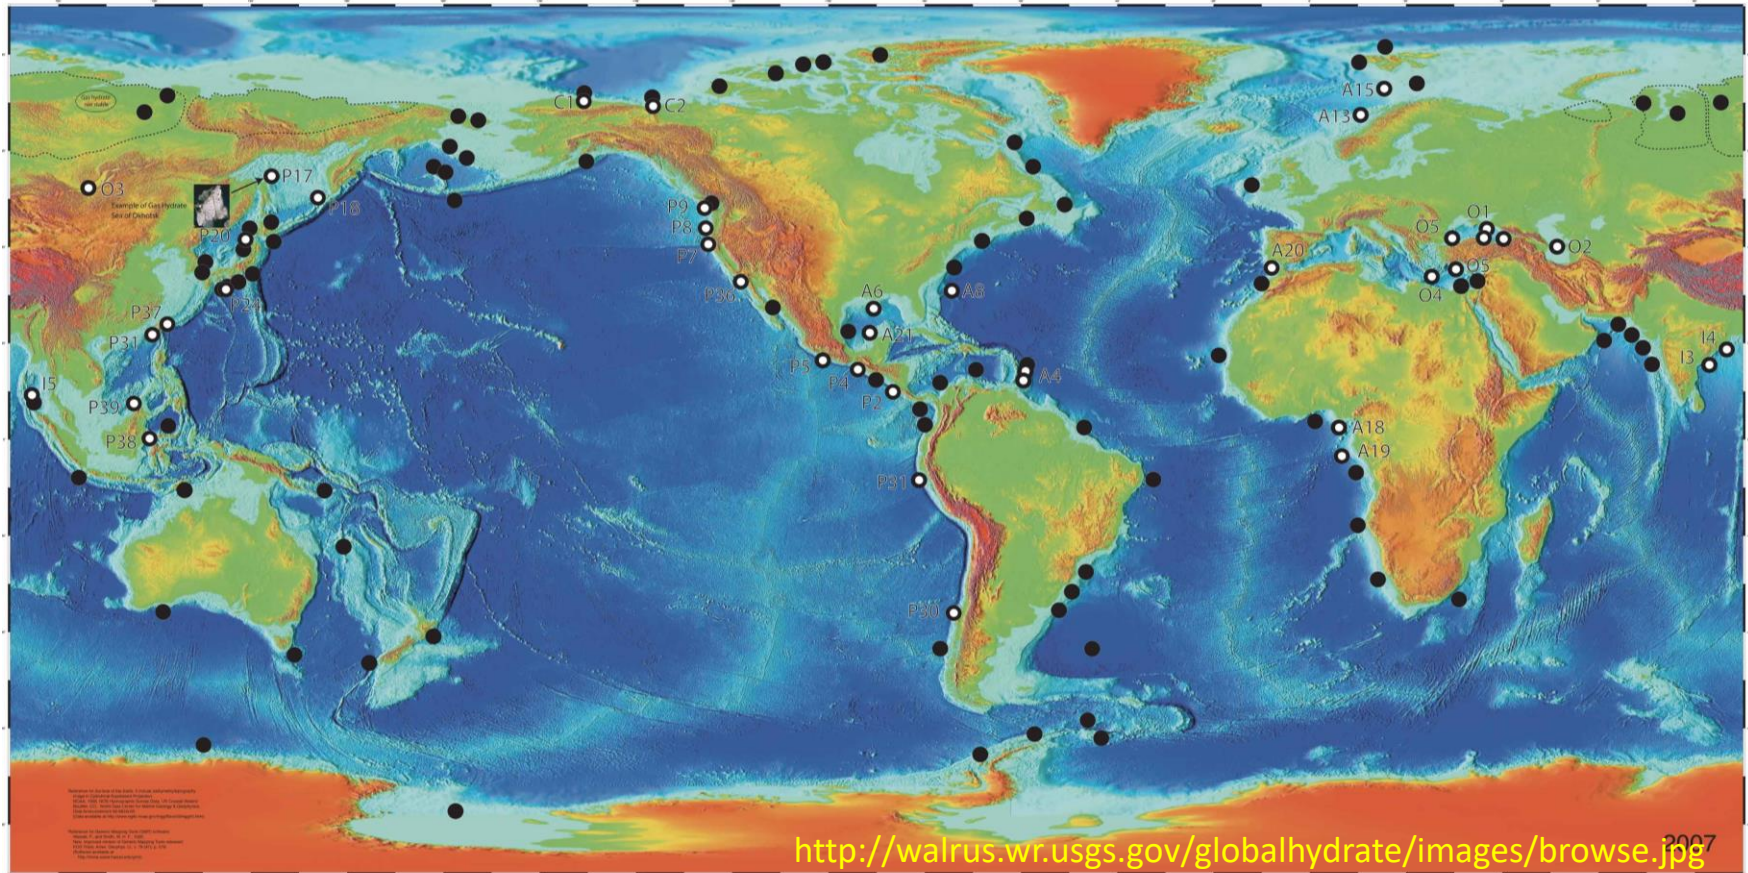 Gas hydrate
not stable
C1
C2
A15
A13
O3
P17
Example of Gas Hydrate
Sea of Okhotsk
P18
P9
P8
P7
P20
O1
O5
O2
A20
O5
O4
P24
P36
A6
A8
P37
P31
A21
I4
I3
P5
P4
A4
I5
P39
P2
P38
A18
A19
P31
P30
2007
http://walrus.wr.usgs.gov/globalhydrate/images/browse.jpg